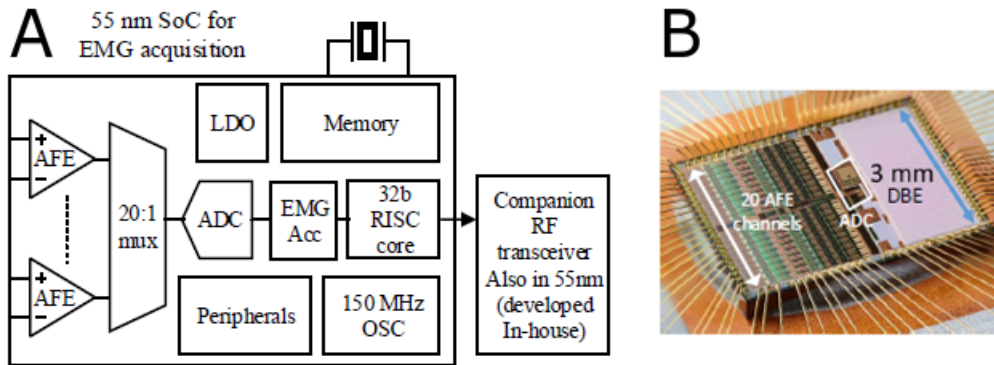 A
55 nm SoC for
EMG acquisition
+
AFE
−
+
AFE
−
20:1
mux
LDO
Memory
ADC
EMG
Acc
32b
RISC
core
Peripherals
150 MHz
OSC
Companion
RF
transceiver
Also in 55nm
(developed
In-house)
B
20 AFE
channels
ADC
3 mm
DBE